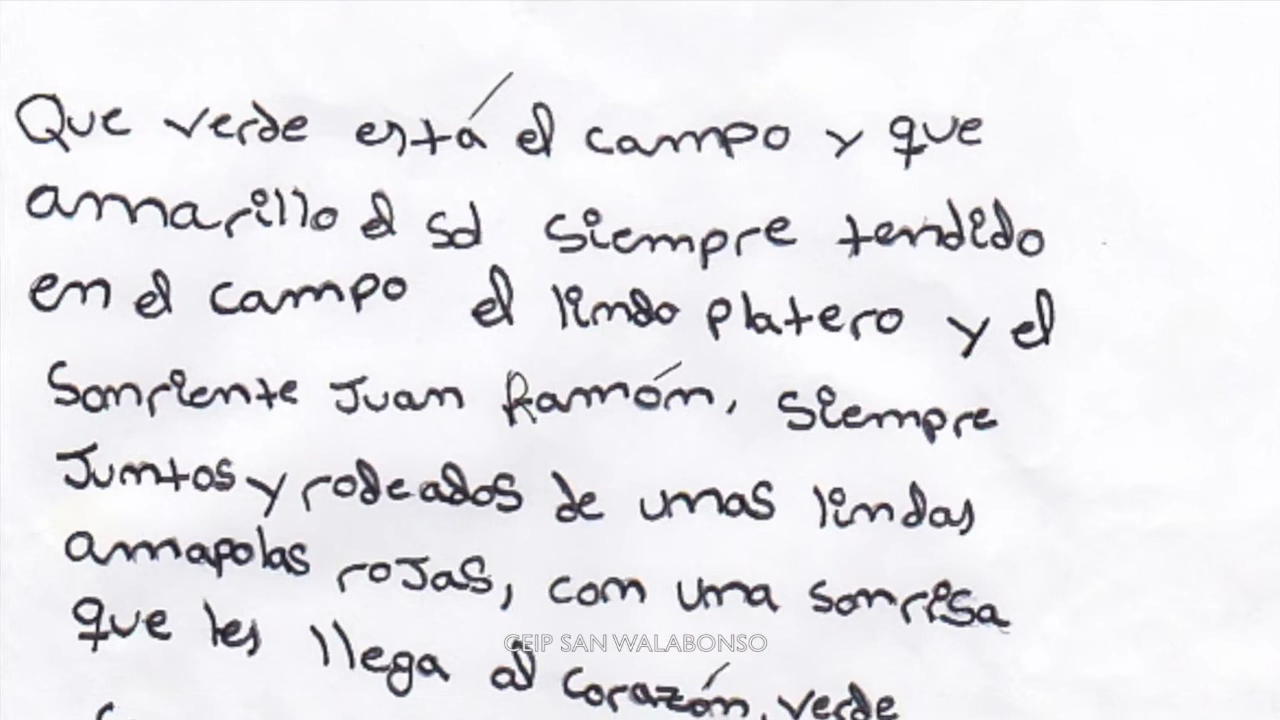 Que verde está el campo y que
amarillo el sol siempre tendido
en el campo el lindo platero y el
Sonriente Juan Ramón, siempre
Juntos y rodeados de unas lindas
amapolas rojas, con una sonrisa
que les llega al corazón, verde
CEIP SAN WALABONSO